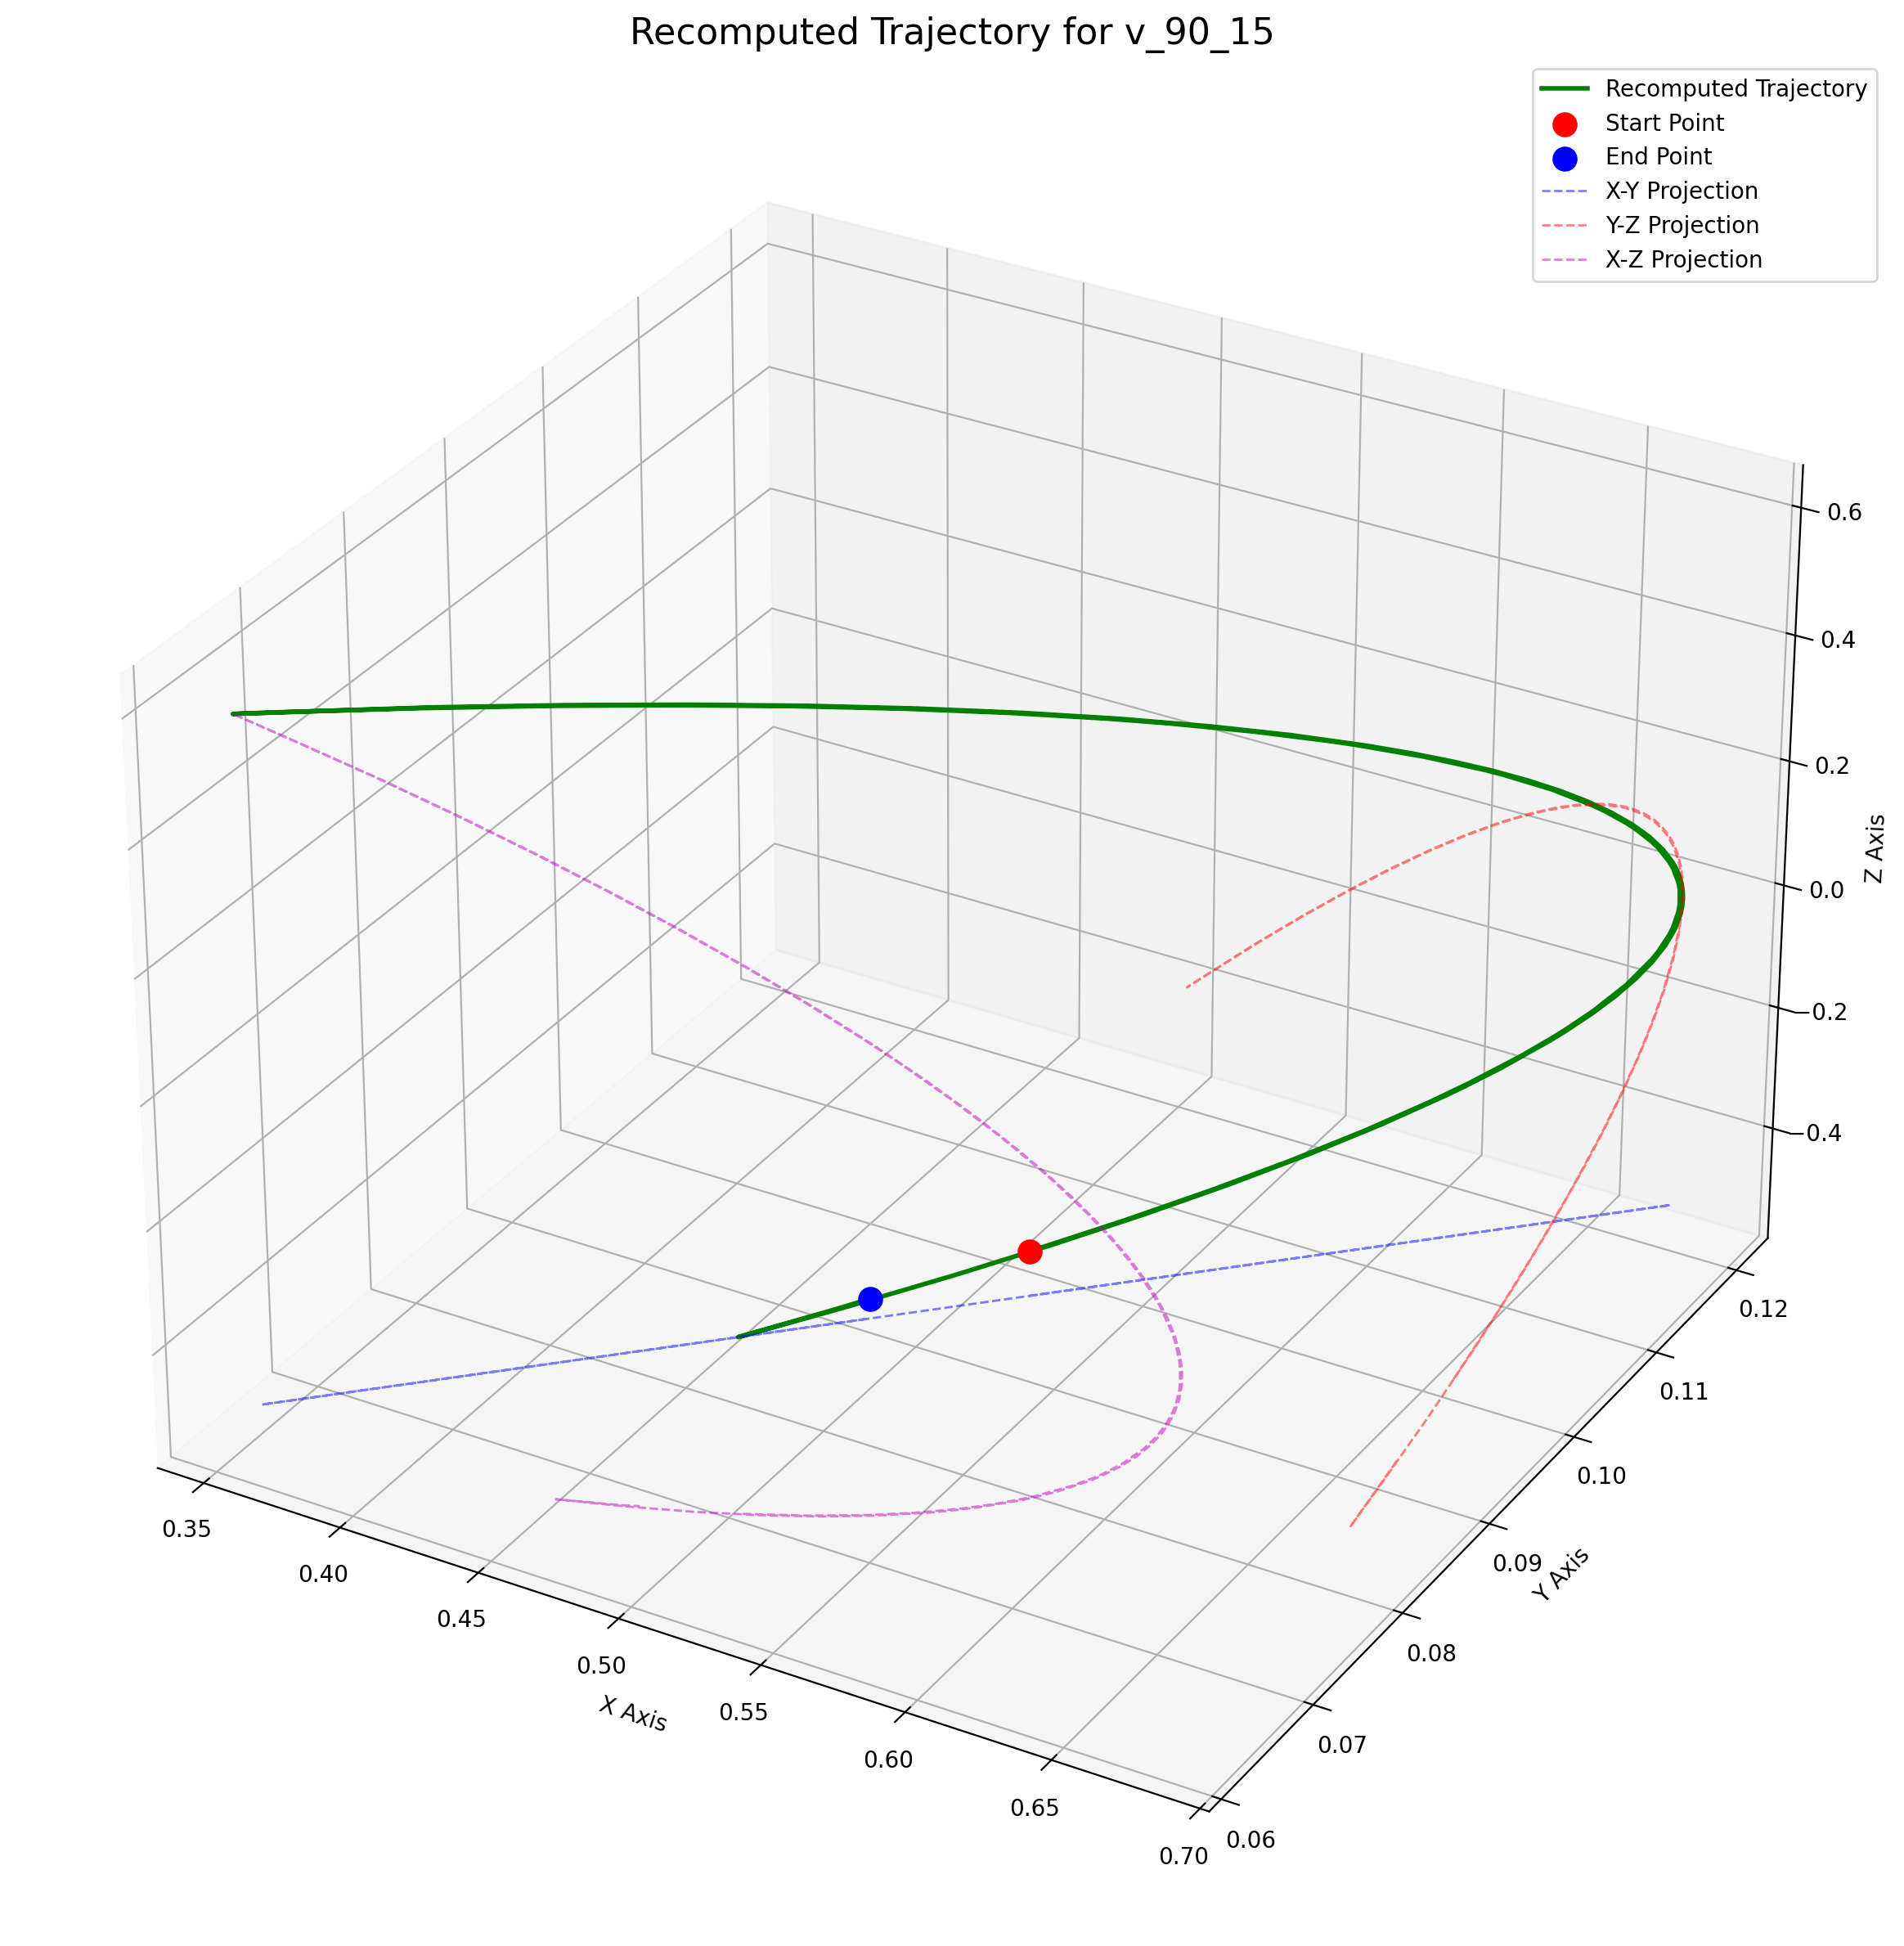 Recomputed Trajectory for v_90_15
Recomputed Trajectory
Start Point
End Point
X-Y Projection
Y-Z Projection
X-Z Projection
0.6
0.4
0.2
0.0
−0.2
−0.4
Z Axis
0.12
0.11
0.10
0.09
0.08
0.07
0.06
Y Axis
0.35
0.40
0.45
0.50
0.55
0.60
0.65
0.70
X Axis